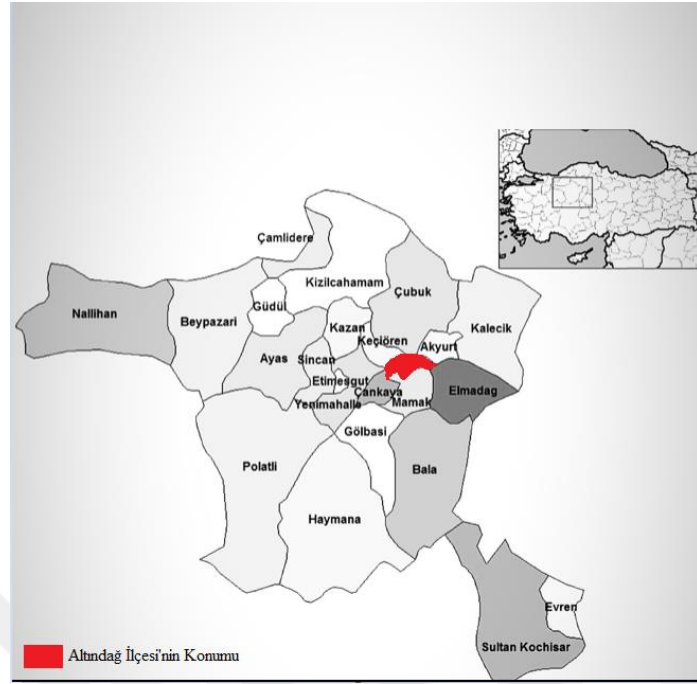 Çamlidere
Kizilcahamam
Çubuk
Nallihan
Beypazari
Güdül
Kazan
Kalecik
Keçiören
Akyurt
Ayas
Sincan
Etimesgut
Çankaya
Elmadag
Yenimahalle
Mamak
Gölbasi
Polatli
Bala
Haymana
Evren
Sultan Kochisar
Altındağ İlçesi'nin Konumu